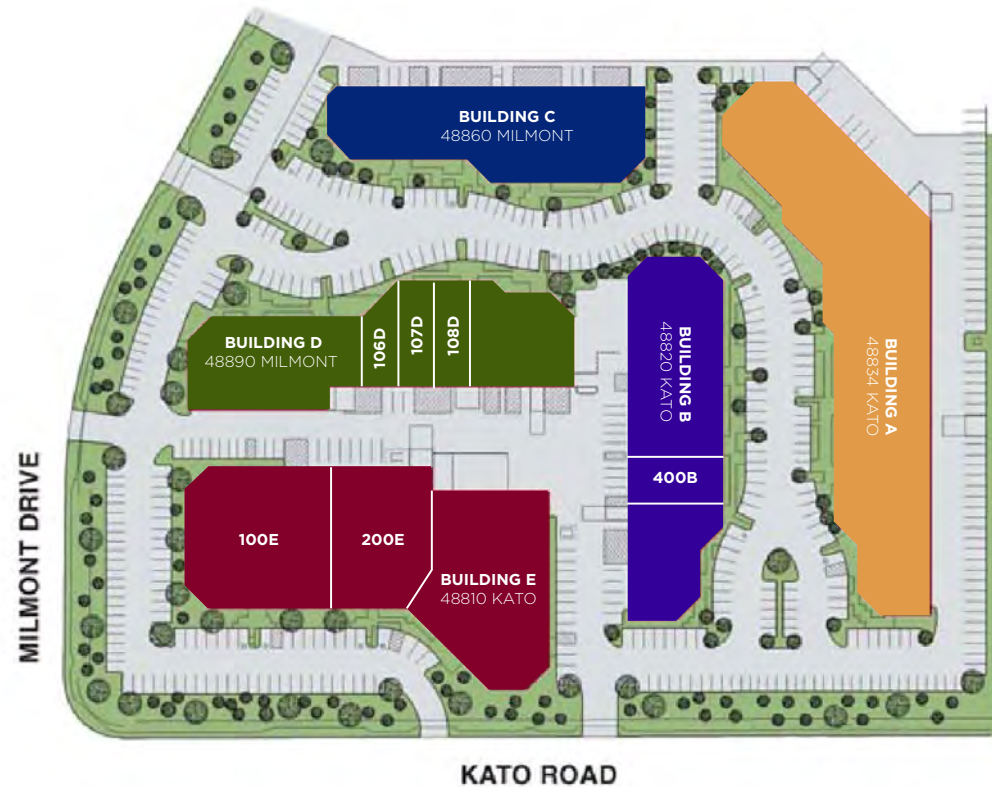 BUILDING C
48860 MILMONT
BUILDING A
48834 KATO
BUILDING B
48820 KATO
400B
BUILDING D
48890 MILMONT
106D
107D
108D
100E
200E
BUILDING E
48810 KATO
MILMONT DRIVE
KATO ROAD